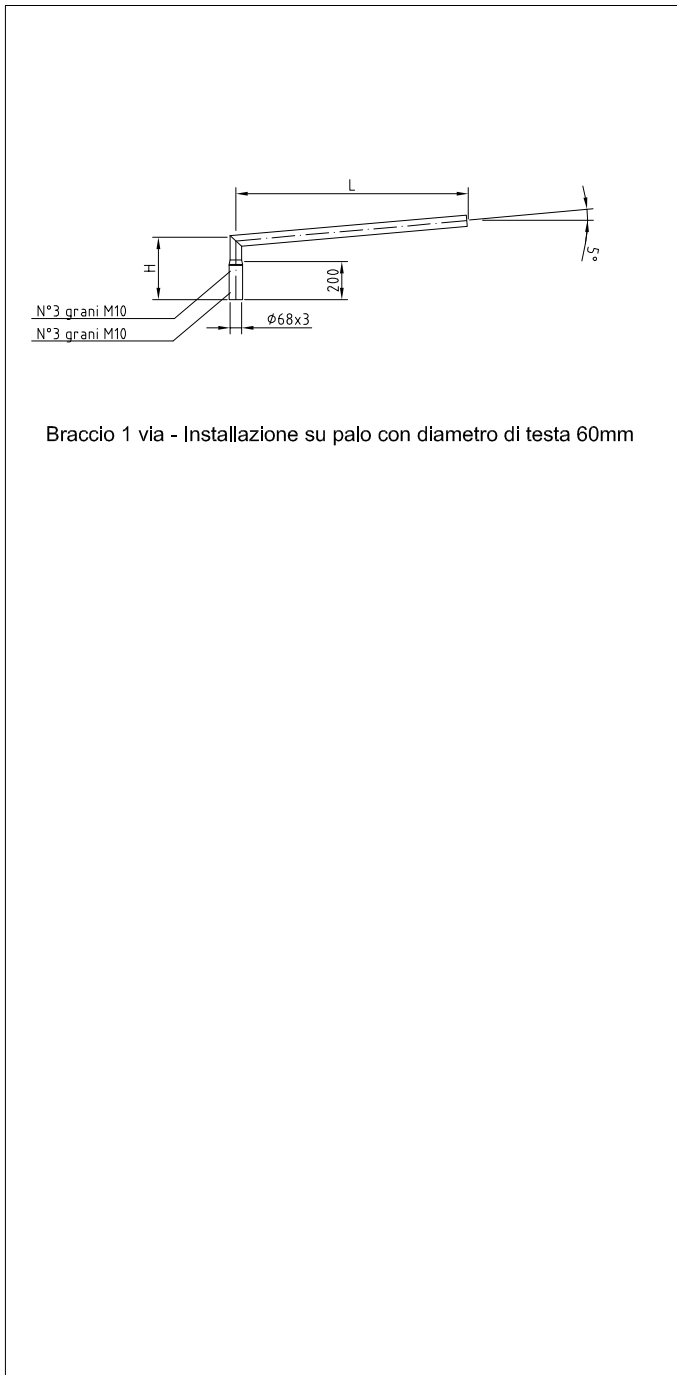 L
H
200
5°
N°3 grani M10
N°3 grani M10
ϕ68x3
Braccio 1 via - Installazione su palo con diametro di testa 60mm